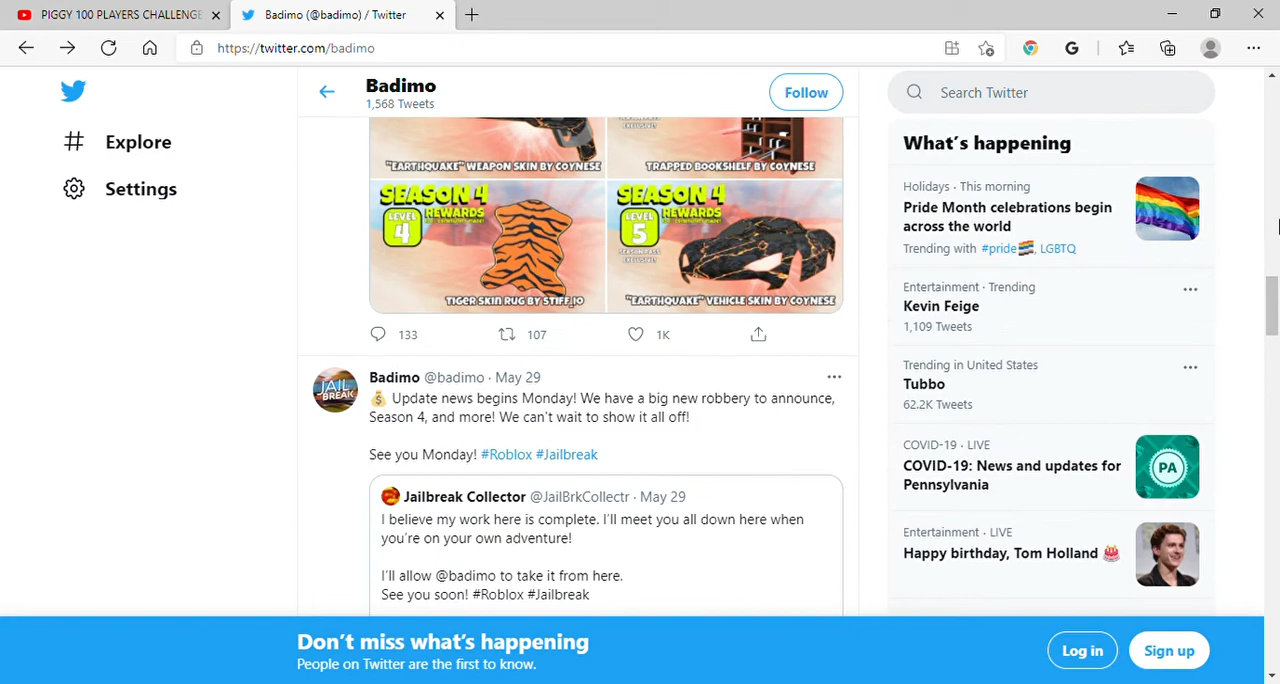 PIGGY 100 PLAYERS CHALLENGE
Badimo (@badimo) / Twitter
https://twitter.com/badimo
G
Explore
Settings
Badimo
1,568 Tweets
Follow
"EARTHQUAKE" WEAPON SKIN BY COYNESE
TRAPPED BOOKSHELF BY COYNESE
SEASON 4
LEVEL
4
REWARDS
TIGER SKIN RUG BY STIFF_IO
SEASON 4
LEVEL
5
REWARDS
SEASON PASS
EXCLUSIVE!
"EARTHQUAKE" VEHICLE SKIN BY COYNESE
133
107
1K
JAIL
BREAK
Badimo @badimo · May 29
💰 Update news begins Monday! We have a big new robbery to announce,
Season 4, and more! We can't wait to show it all off!
See you Monday! #Roblox #Jailbreak
Jailbreak Collector @JailBrkCollectr · May 29
I believe my work here is complete. I'll meet you all down here when
you're on your own adventure!
I'll allow @badimo to take it from here.
See you soon! #Roblox #Jailbreak
Search Twitter
What's happening
Holidays · This morning
Pride Month celebrations begin
across the world
Trending with #pride🏳️‍🌈, LGBTQ
Entertainment · Trending
Kevin Feige
1,109 Tweets
Trending in United States
Tubbo
62.2K Tweets
COVID-19 · LIVE
COVID-19: News and updates for
Pennsylvania
PA
Entertainment · LIVE
Happy birthday, Tom Holland 🎂
Don't miss what's happening
People on Twitter are the first to know.
Log in
Sign up